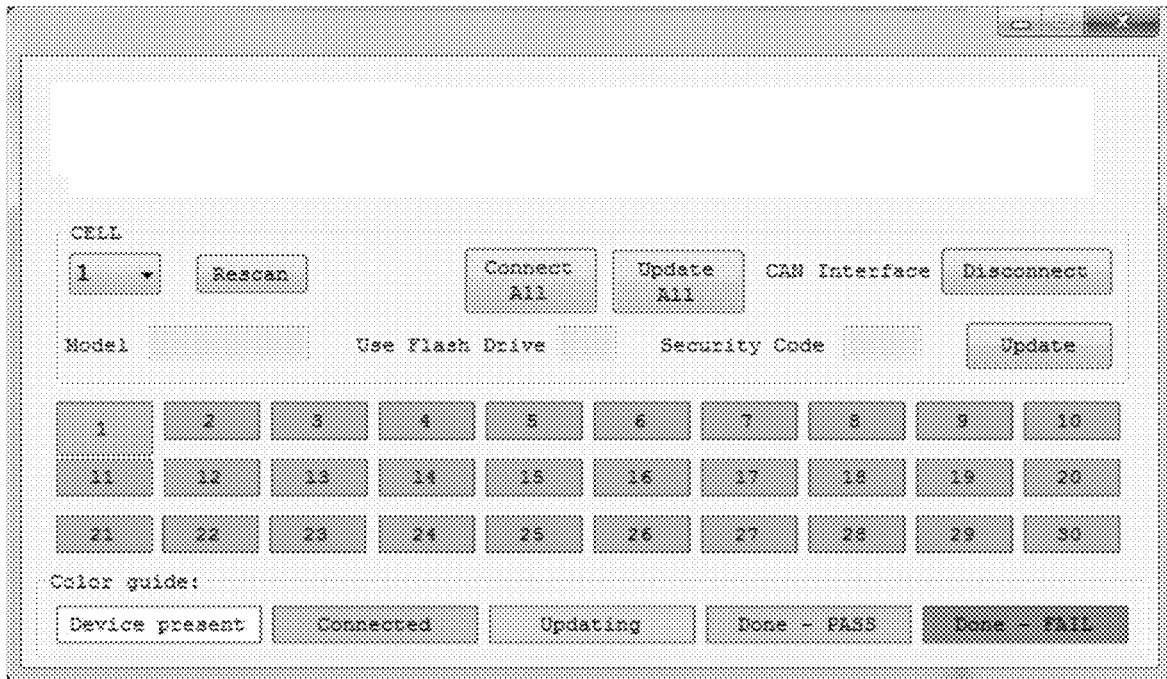 CELL
1 Rescan Connect All Update All CAN Interface Disconnect
Model Use Flash Drive Security Code Update
1 2 3 4 5 6 7 8 9 10
11 12 13 14 15 16 17 18 19 20
21 22 23 24 25 26 27 28 29 30
Color guide:
Device present Connected Updating Done - PASS Done - FAIL